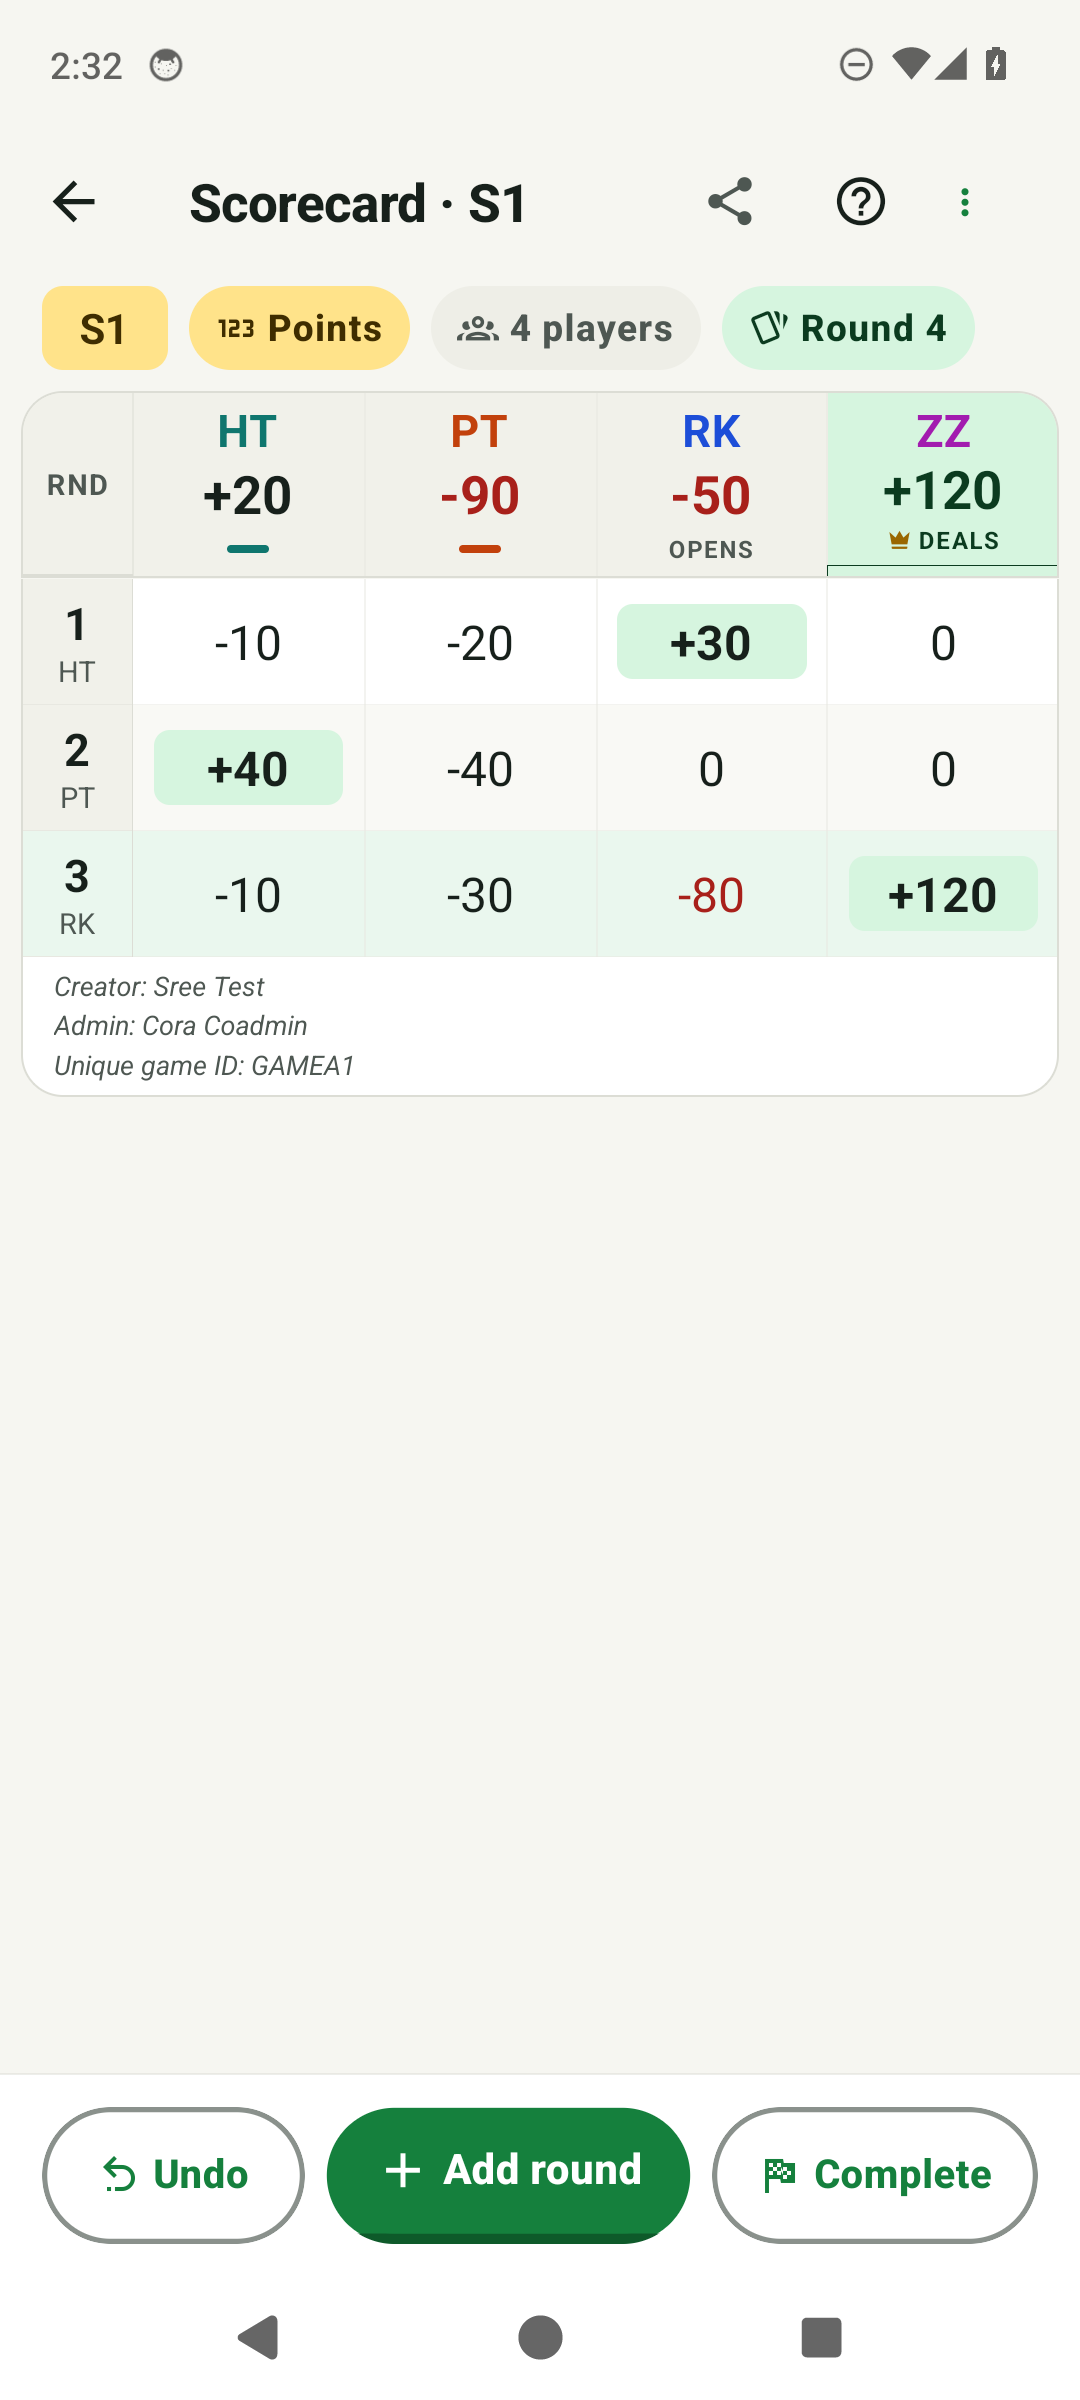 2:32
Scorecard · S1
S1
123 Points
4 players
Round 4
RND
HT
PT
RK
ZZ
+20
-90
-50
+120
OPENS
DEALS
1
HT
-10
-20
+30
0
2
PT
+40
-40
0
0
3
RK
-10
-30
-80
+120
Creator: Sree Test
Admin: Cora Coadmin
Unique game ID: GAMEA1
Undo
Add round
Complete